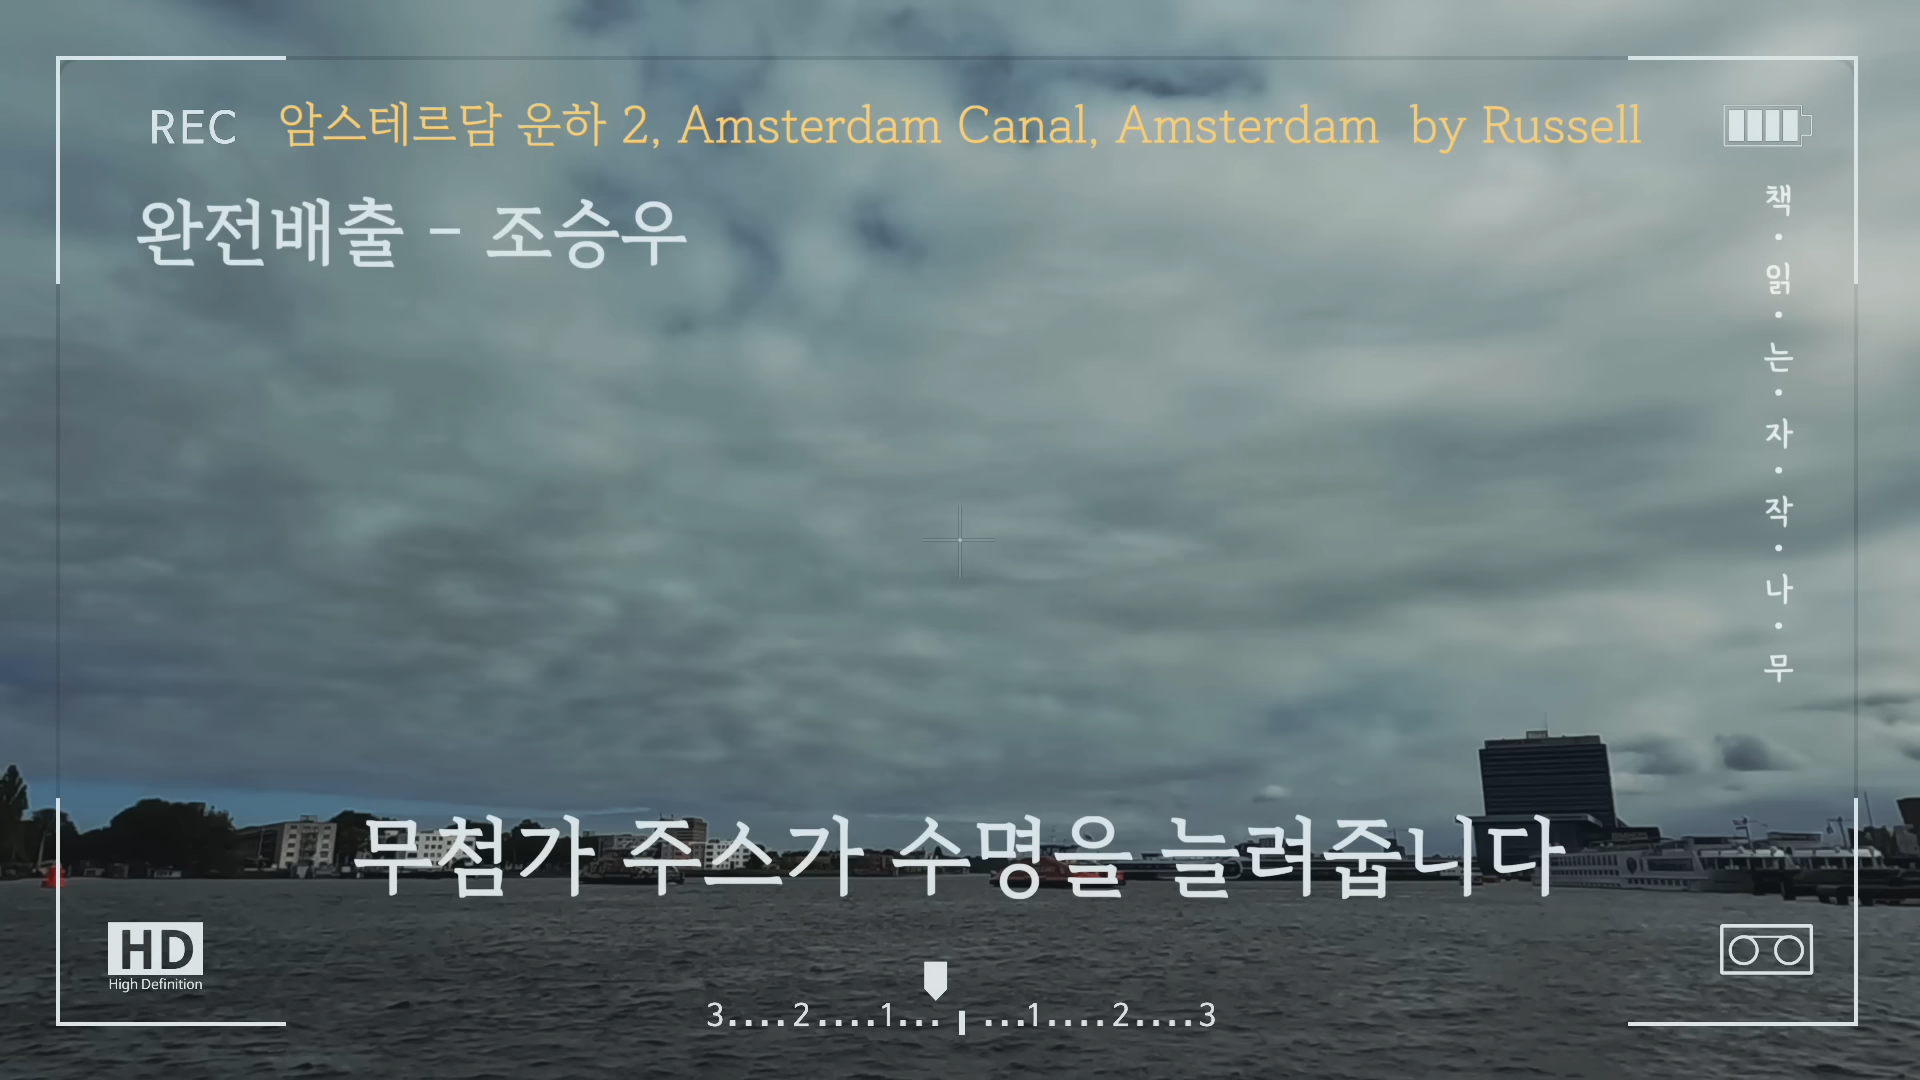 REC 암스테르담 운하 2, Amsterdam Canal, Amsterdam by Russell
완전배출 - 조승우
책·읽·는·자·작·나·무
무첨가 주스가 수명을 늘려줍니다
HD
High Definition
3....2....1... ...1....2....3